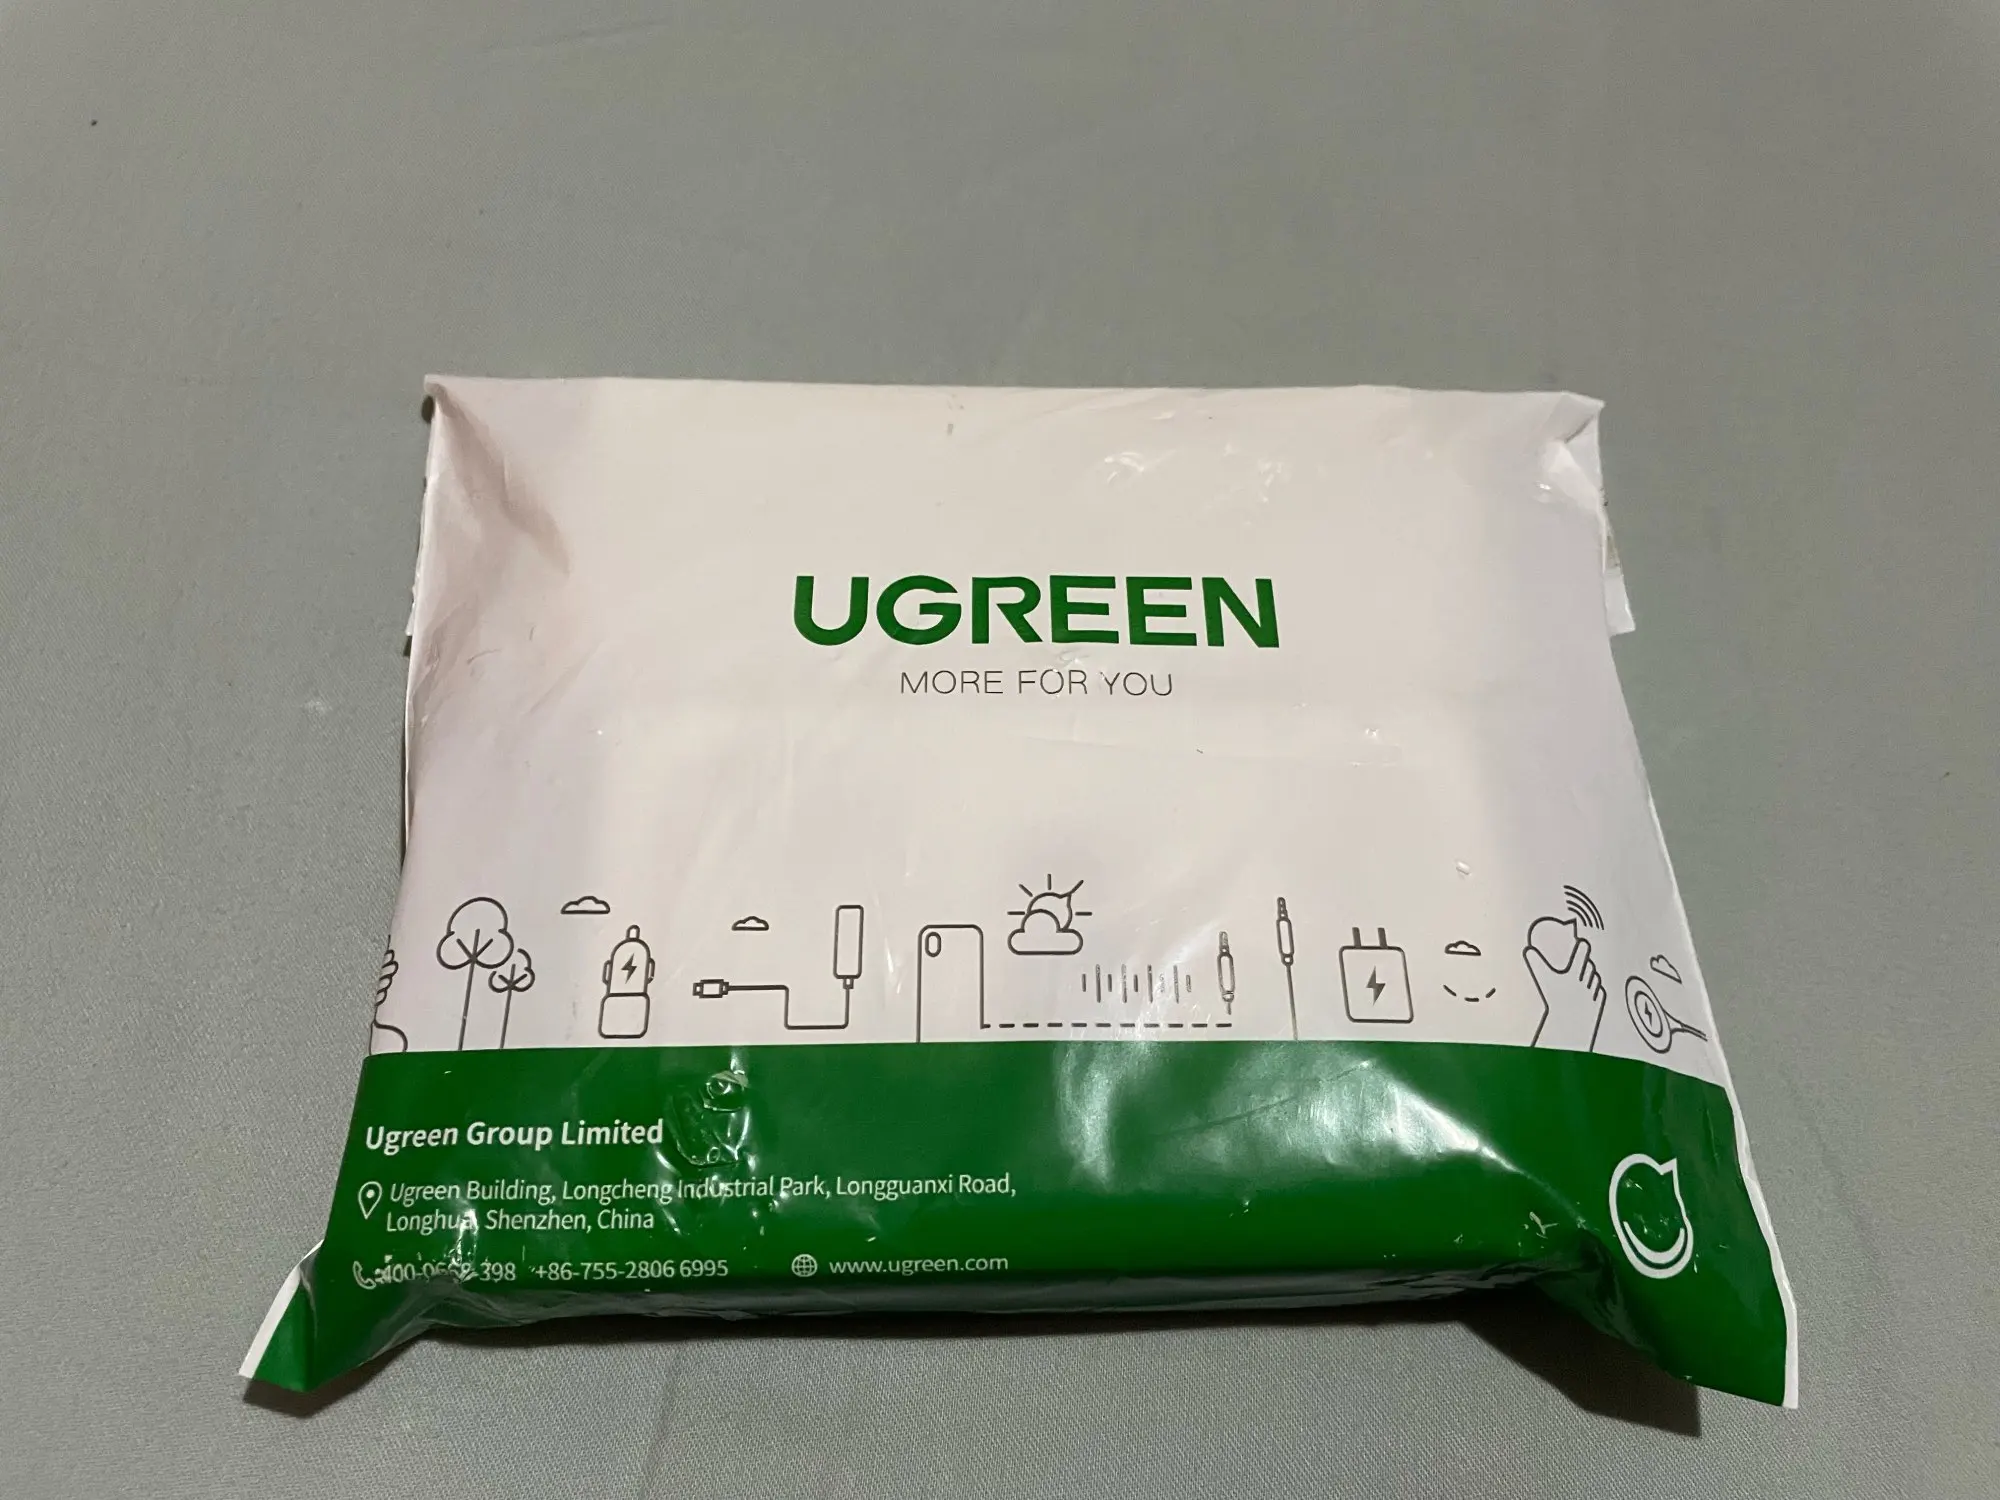 UGREEN
MORE FOR YOU
Ugreen Group Limited
Ugreen Building, Longcheng Industrial Park, Longguanxi Road,
Longhua, Shenzhen, China
+86-755-2806 6995 www.ugreen.com